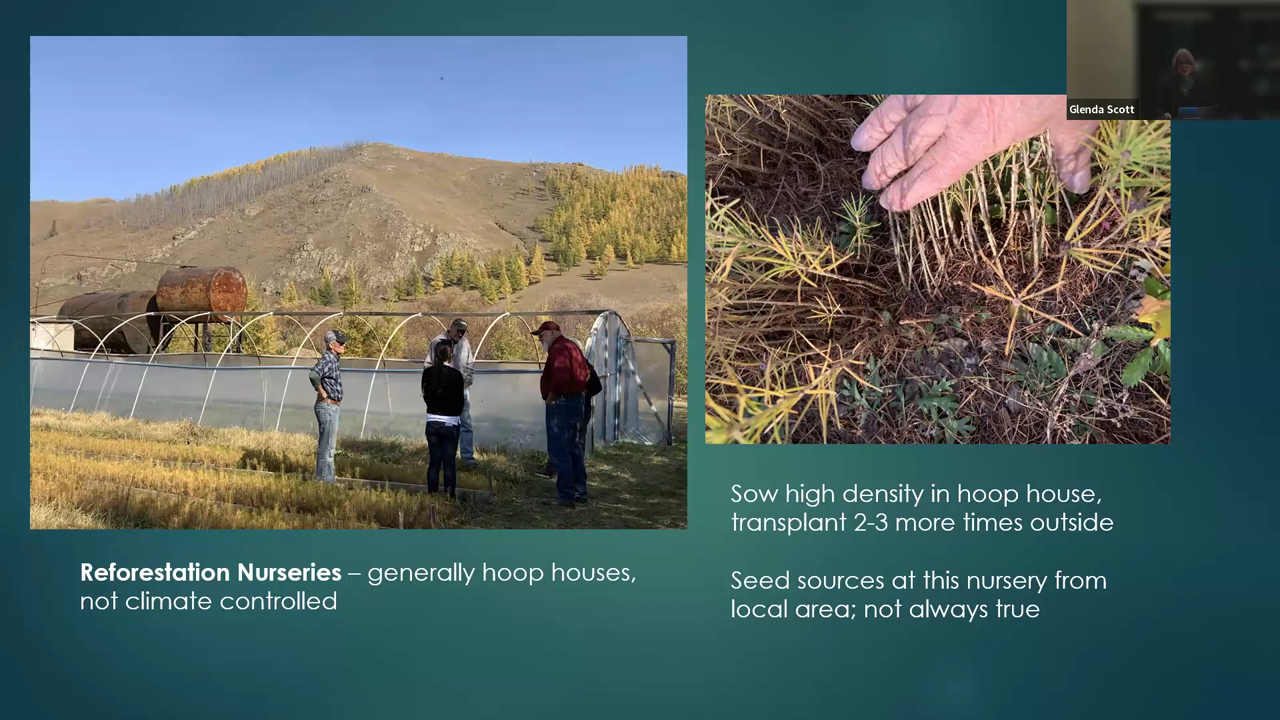 Glenda Scott
Reforestation Nurseries – generally hoop houses,
not climate controlled
Sow high density in hoop house,
transplant 2-3 more times outside
Seed sources at this nursery from
local area; not always true